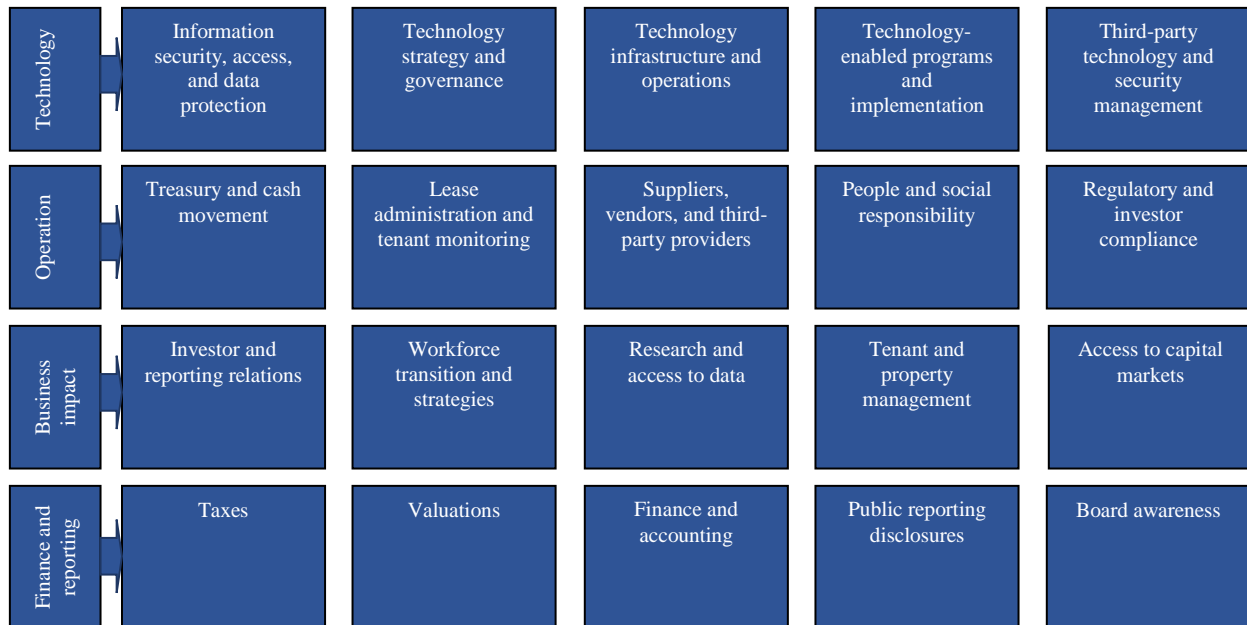 Technology
Information
security, access,
and data
protection
Technology
strategy and
governance
Technology
infrastructure and
operations
Technology-
enabled programs
and
implementation
Third-party
technology and
security
management
Operation
Treasury and cash
movement
Lease
administration and
tenant monitoring
Suppliers,
vendors, and third-
party providers
People and social
responsibility
Regulatory and
investor
compliance
Business
impact
Investor and
reporting relations
Workforce
transition and
strategies
Research and
access to data
Tenant and
property
management
Access to capital
markets
Finance and
reporting
Taxes
Valuations
Finance and
accounting
Public reporting
disclosures
Board awareness